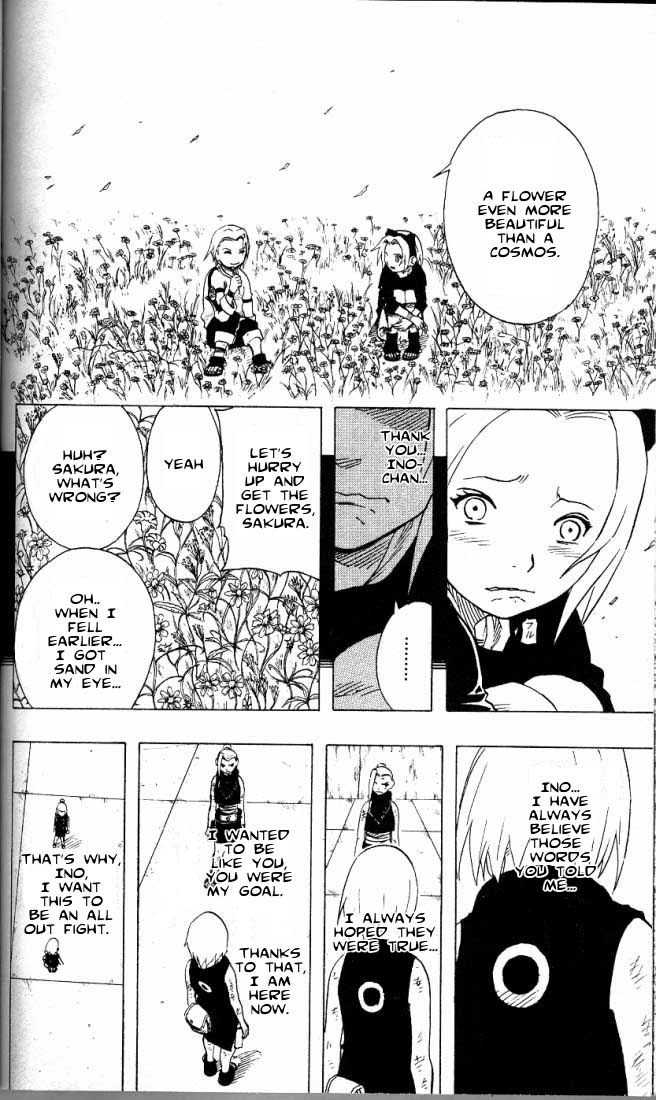 A FLOWER
EVEN MORE
BEAUTIFUL
THAN A
COSMOS.
THANK
YOU...
INO-
CHAN...
.........
LET'S
HURRY
UP AND
GET THE
FLOWERS,
SAKURA.
YEAH
HUH?
SAKURA,
WHAT'S
WRONG?
OH..
WHEN I
FELL
EARLIER...
I GOT
SAND IN
MY EYE...
INO...
I HAVE
ALWAYS
BELIEVE
THOSE
WORDS
YOU TOLD
ME...
I ALWAYS
HOPED THEY
WERE TRUE...
I WANTED
TO BE
LIKE YOU,
YOU WERE
MY GOAL.
THANKS
TO THAT,
I AM
HERE
NOW.
THAT'S WHY,
INO,
I WANT
THIS TO
BE AN ALL
OUT FIGHT.